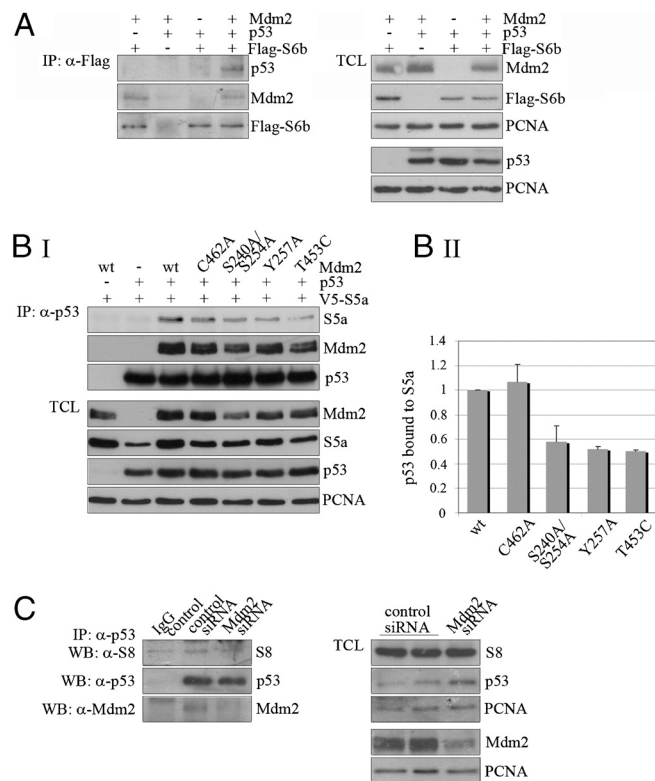 A
+ - - + Mdm2
- + + + p53
+ - + + Flag-S6b
IP: α-Flag
p53
Mdm2
Flag-S6b
+ + - + Mdm2
- + + + p53
+ - + + Flag-S6b
TCL
Mdm2
Flag-S6b
PCNA
p53
PCNA
B I
wt - wt C462A S240A/S254A Y257A T453C Mdm2
- + + + + + + p53
+ + + + + + + V5-S5a
IP: α-p53
S5a
Mdm2
p53
TCL
Mdm2
S5a
p53
PCNA
B II
p53 bound to S5a
1.4
1.2
1
0.8
0.6
0.4
0.2
0
wt
C462A
S240A/
S254A
Y257A
T453C
C
IgG
control
control
siRNA
Mdm2
siRNA
IP: α-p53
WB: α-S8 S8
WB: α-p53 p53
WB: α-Mdm2 Mdm2
control
siRNA
Mdm2
siRNA
TCL
S8
p53
PCNA
Mdm2
PCNA